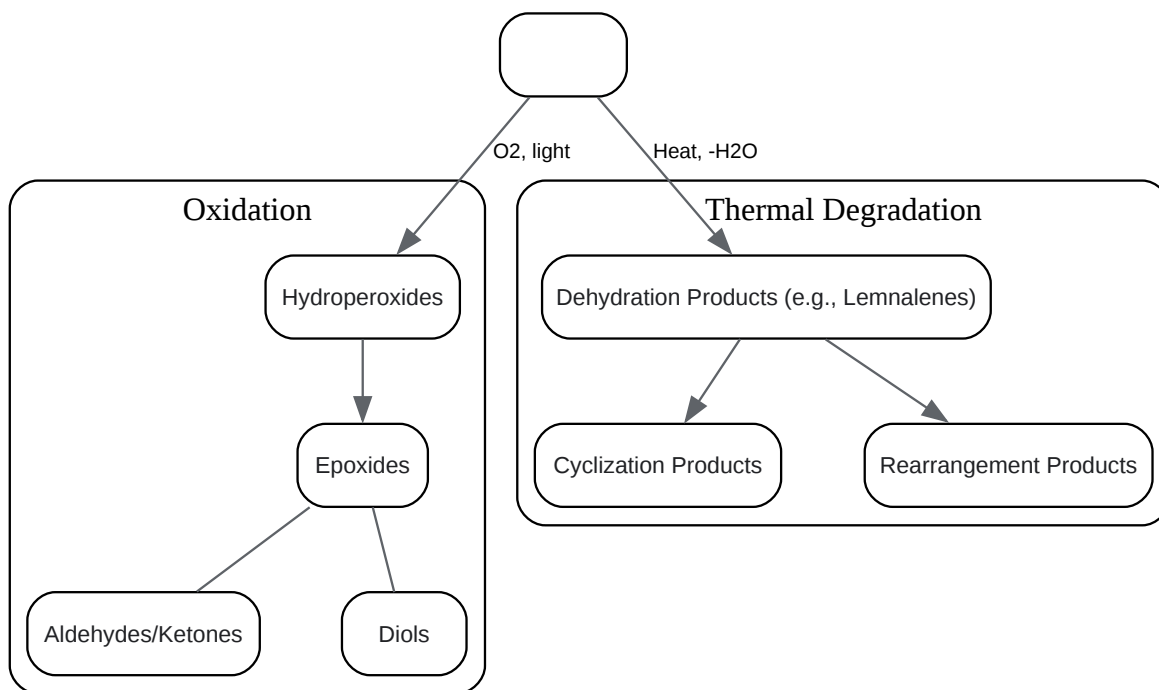 O2, light
Heat, -H2O
Oxidation
Thermal Degradation
Hydroperoxides
Dehydration Products (e.g., Lemnalenes)
Epoxides
Cyclization Products
Rearrangement Products
Aldehydes/Ketones
Diols